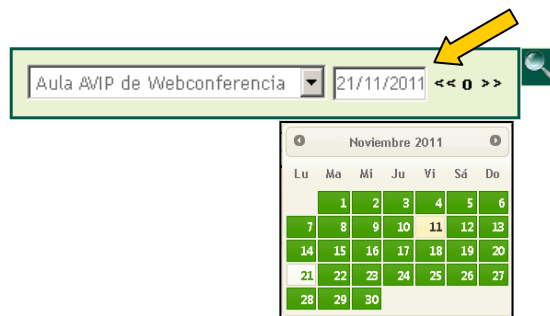 Aula AVIP de Webconferencia 21/11/2011 << 0 >>
Noviembre 2011
Lu Ma Mi Ju Vi Sá Do
1 2 3 4 5 6
7 8 9 10 11 12 13
14 15 16 17 18 19 20
21 22 23 24 25 26 27
28 29 30